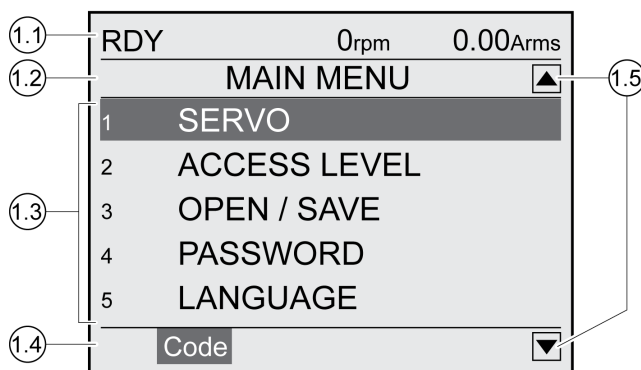 1.1 RDY 0rpm 0.00Arms
1.2 MAIN MENU 1.5
1 SERVO
2 ACCESS LEVEL
1.3 3 OPEN / SAVE
4 PASSWORD
5 LANGUAGE
1.4 Code